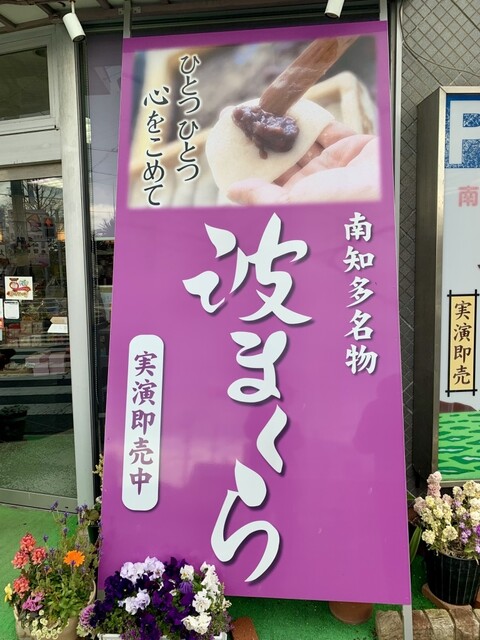 ひとつひとつ
心をこめて
南知多名物
波まくら
実演即売中
P
南
実演即売